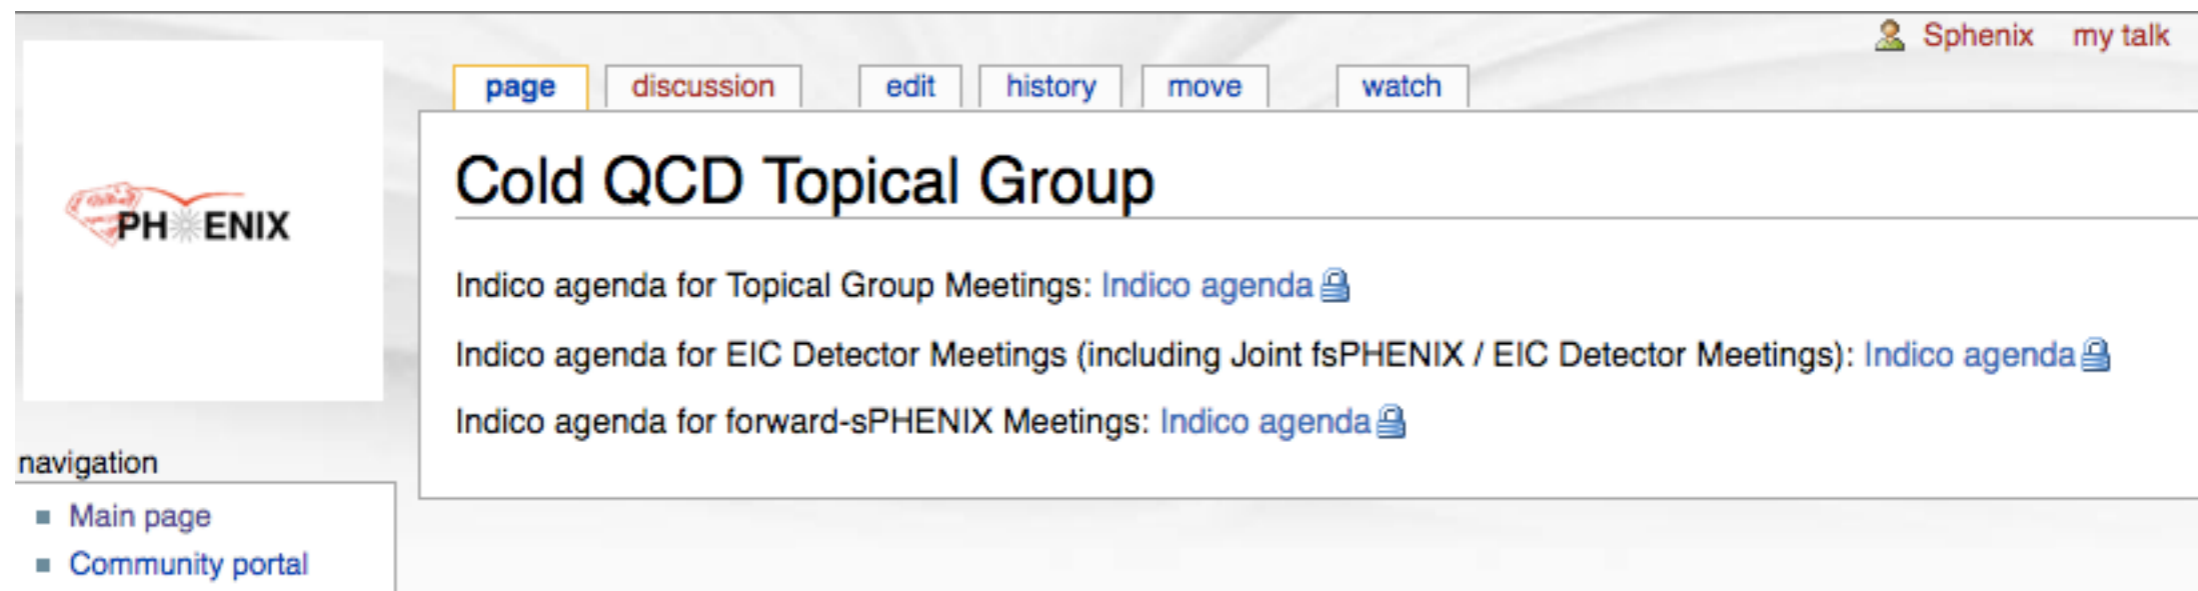 Sphenix my talk
page discussion edit history move watch
Cold QCD Topical Group
PHENIX
Indico agenda for Topical Group Meetings: Indico agenda
Indico agenda for EIC Detector Meetings (including Joint fsPHENIX / EIC Detector Meetings): Indico agenda
Indico agenda for forward-sPHENIX Meetings: Indico agenda
navigation
Main page
Community portal